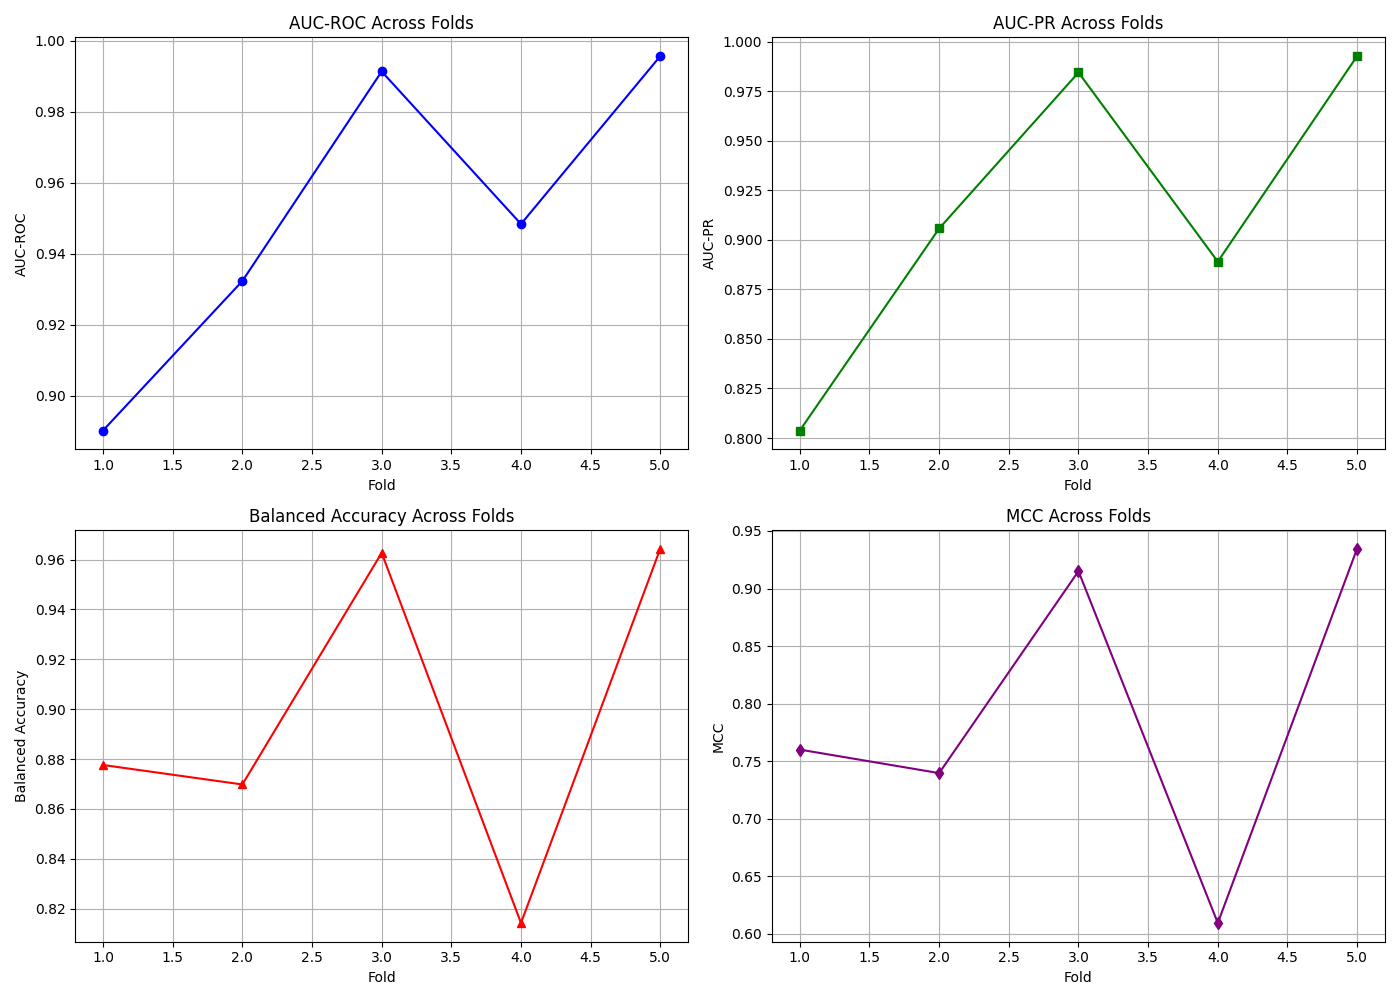 AUC-ROC Across Folds
1.00
0.98
0.96
0.94
0.92
0.90
AUC-ROC
1.0 1.5 2.0 2.5 3.0 3.5 4.0 4.5 5.0
Fold
AUC-PR Across Folds
1.000
0.975
0.950
0.925
0.900
0.875
0.850
0.825
0.800
AUC-PR
1.0 1.5 2.0 2.5 3.0 3.5 4.0 4.5 5.0
Fold
Balanced Accuracy Across Folds
0.96
0.94
0.92
0.90
0.88
0.86
0.84
0.82
Balanced Accuracy
1.0 1.5 2.0 2.5 3.0 3.5 4.0 4.5 5.0
Fold
MCC Across Folds
0.95
0.90
0.85
0.80
0.75
0.70
0.65
0.60
MCC
1.0 1.5 2.0 2.5 3.0 3.5 4.0 4.5 5.0
Fold